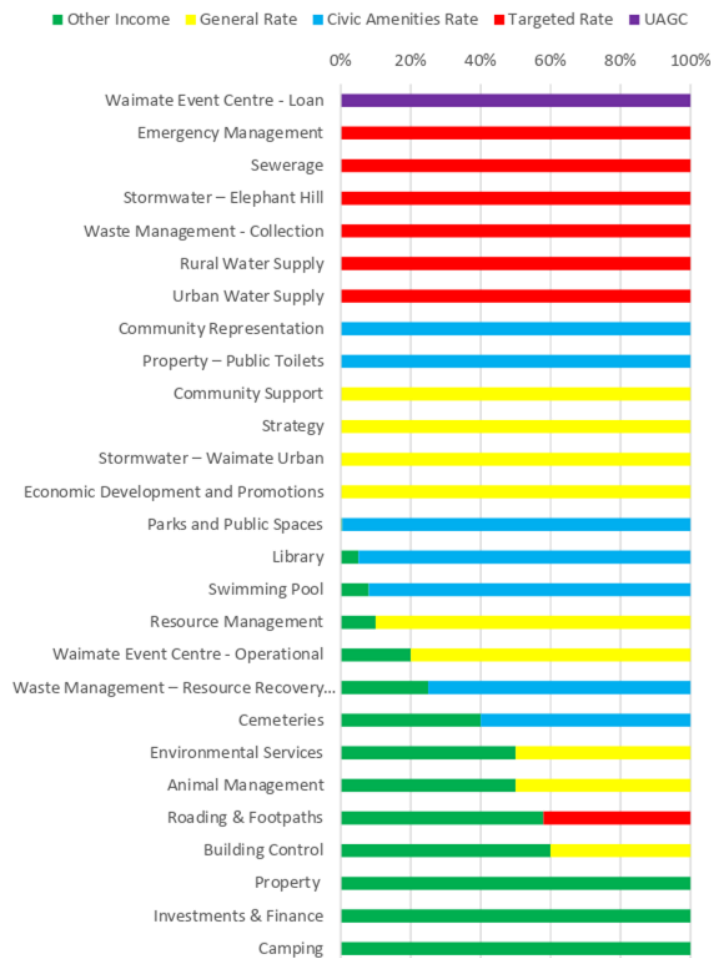 Other Income General Rate Civic Amenities Rate Targeted Rate UAGC
0% 20% 40% 60% 80% 100%
Waimate Event Centre - Loan
Emergency Management
Sewerage
Stormwater – Elephant Hill
Waste Management - Collection
Rural Water Supply
Urban Water Supply
Community Representation
Property – Public Toilets
Community Support
Strategy
Stormwater – Waimate Urban
Economic Development and Promotions
Parks and Public Spaces
Library
Swimming Pool
Resource Management
Waimate Event Centre - Operational
Waste Management – Resource Recovery...
Cemeteries
Environmental Services
Animal Management
Roading & Footpaths
Building Control
Property
Investments & Finance
Camping